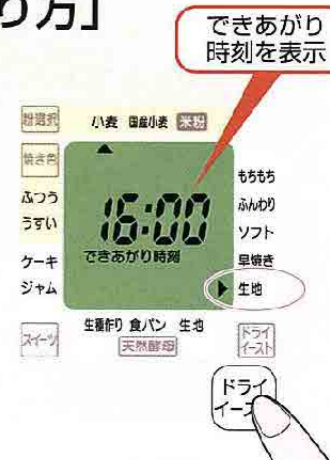 り方」
できあがり
時刻を表示
粉選択
小麦 国産小麦 米粉
焼き色
ふつう
うすい
ケーキ
ジャム
スイーツ
16:00
できあがり時刻
もちもち
ふんわり
ソフト
早焼き
生地
生種作り 食パン 生地
天然酵母
ドライ
イースト
ドライ
イースト